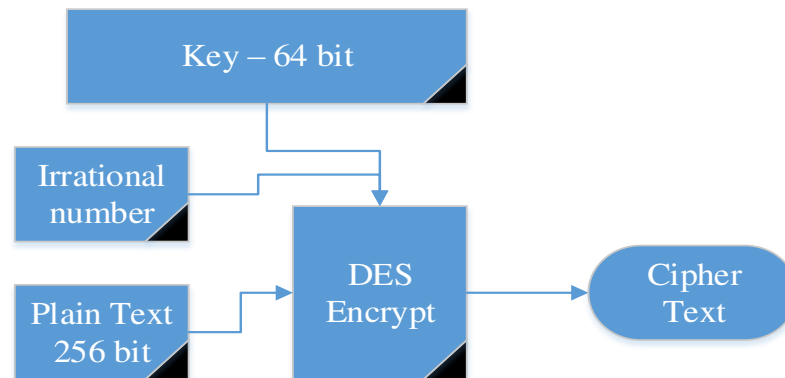 Key – 64 bit
Irrational
number
DES
Encrypt
Cipher
Text
Plain Text
256 bit